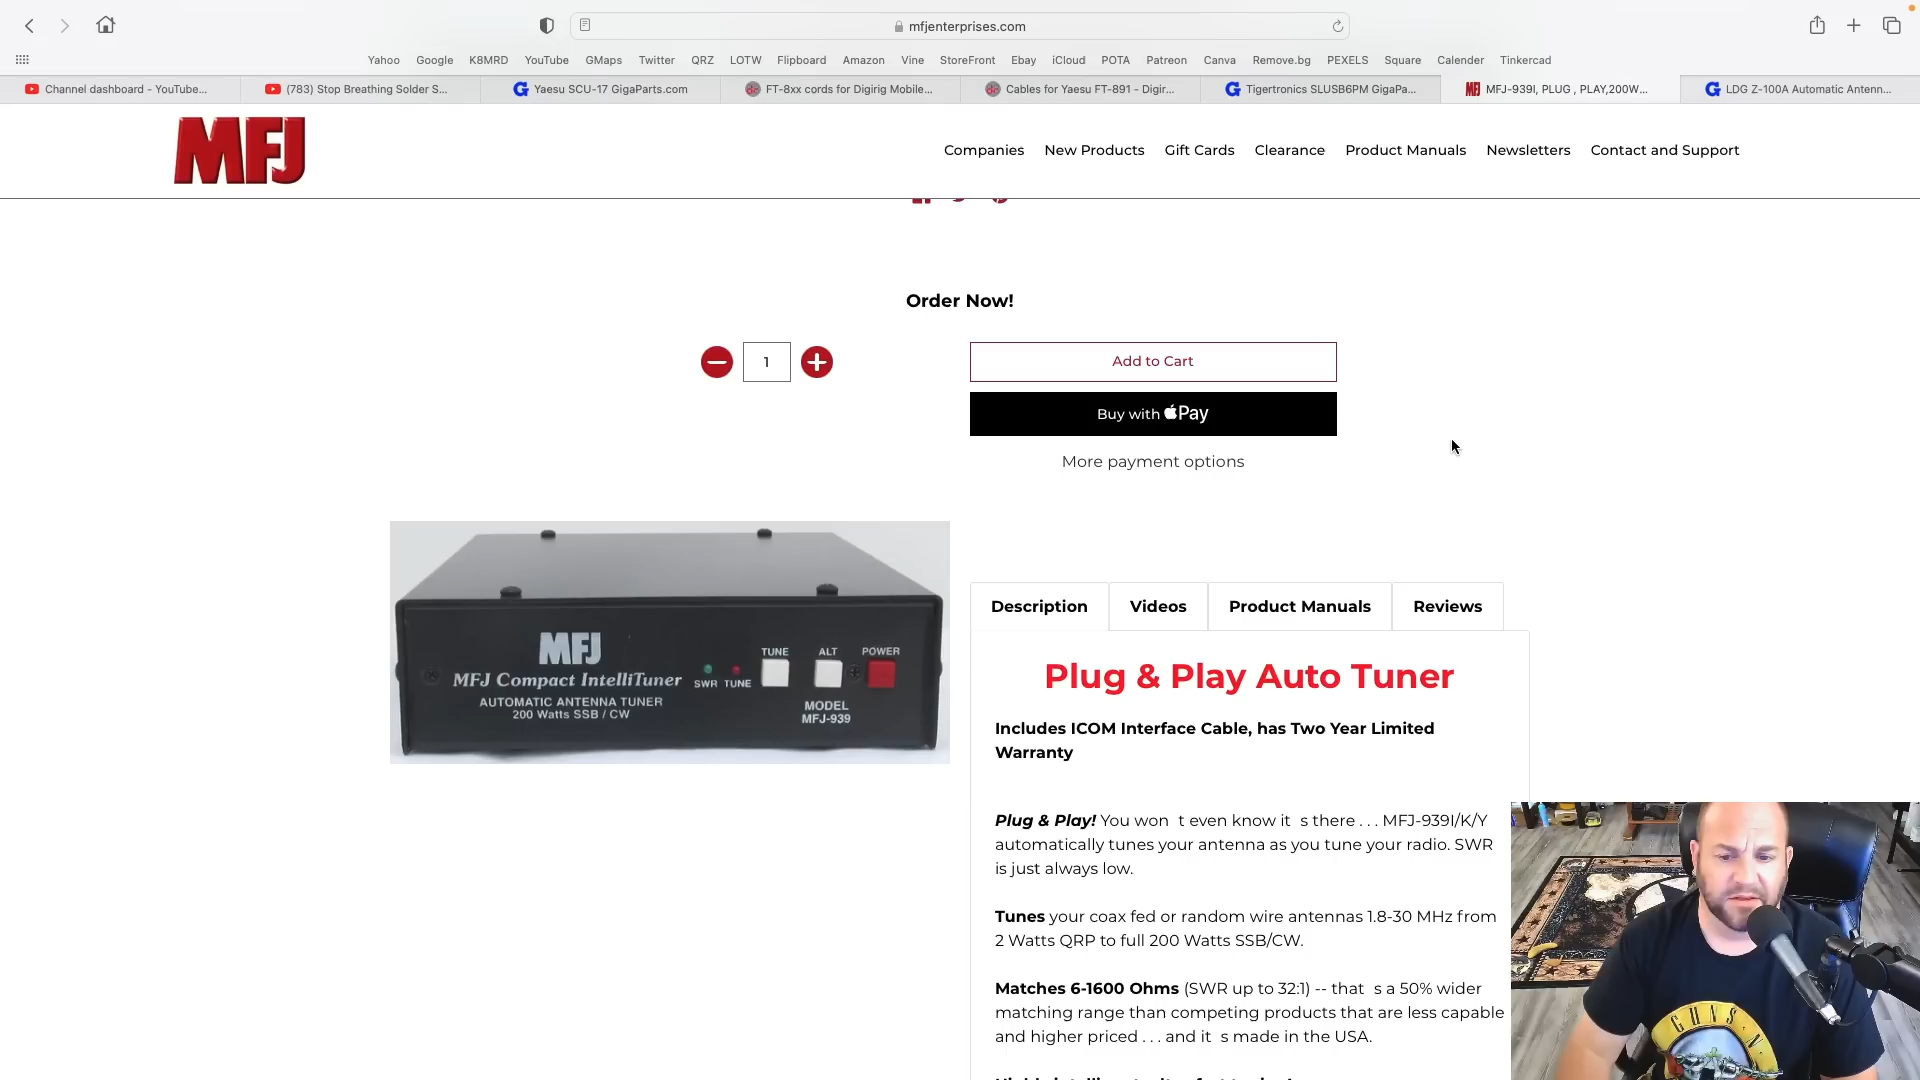 mfjenterprises.com
Yahoo Google K8MRD YouTube GMaps Twitter QRZ LOTW Flipboard Amazon Vine StoreFront Ebay iCloud POTA Patreon Canva Remove.bg PEXELS Square Calender Tinkercad
Channel dashboard - YouTube... (783) Stop Breathing Solder S... Yaesu SCU-17 GigaParts.com FT-8xx cords for Digirig Mobile... Cables for Yaesu FT-891 - Digir... Tigertronics SLUSB6PM GigaPa... MFJ-939I, PLUG , PLAY,200W... LDG Z-100A Automatic Antenn...
MFJ
Companies New Products Gift Cards Clearance Product Manuals Newsletters Contact and Support
Order Now!
1
Add to Cart
Buy with Pay
More payment options
MFJ
MFJ Compact IntelliTuner
AUTOMATIC ANTENNA TUNER
200 Watts SSB / CW
SWR TUNE
TUNE ALT POWER
MODEL
MFJ-939
Description Videos Product Manuals Reviews
Plug & Play Auto Tuner
Includes ICOM Interface Cable, has Two Year Limited
Warranty
Plug & Play! You won t even know it s there . . . MFJ-939I/K/Y
automatically tunes your antenna as you tune your radio. SWR
is just always low.
Tunes your coax fed or random wire antennas 1.8-30 MHz from
2 Watts QRP to full 200 Watts SSB/CW.
Matches 6-1600 Ohms (SWR up to 32:1) -- that s a 50% wider
matching range than competing products that are less capable
and higher priced . . . and it s made in the USA.
GUNS N